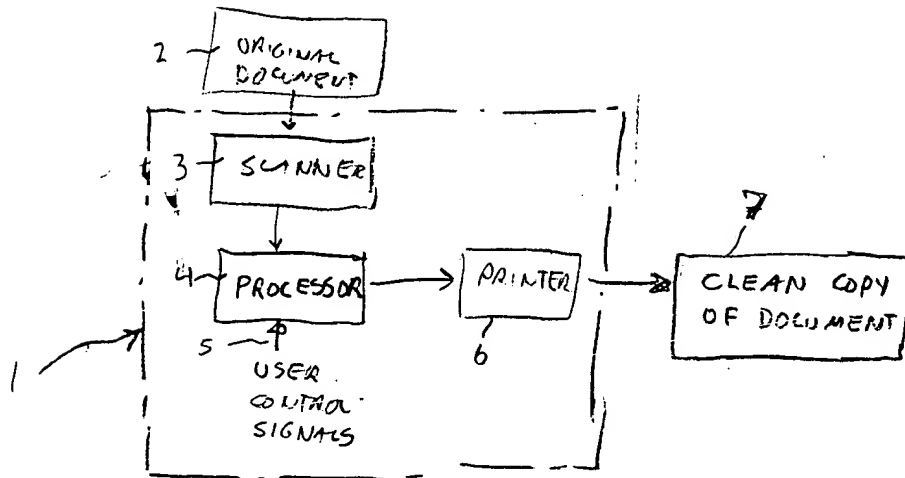 2
ORIGINAL
DOCUMENT
3
SCANNER
4
PROCESSOR
PRINTER
7
CLEAN COPY
OF DOCUMENT
5
6
1
USER
CONTROL
SIGNALS